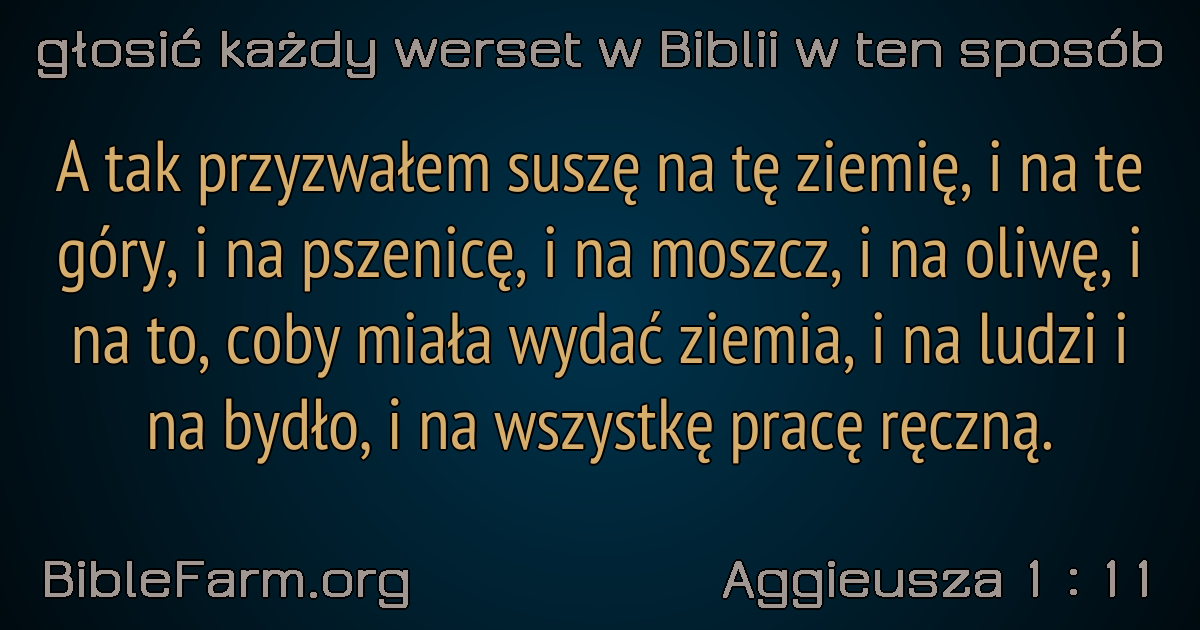 głosić każdy werset w Biblii w ten sposób
A tak przyzwałem suszę na tę ziemię, i na te
góry, i na pszenicę, i na moszcz, i na oliwę, i
na to, coby miała wydać ziemia, i na ludzi i
na bydło, i na wszystkę pracę ręczną.
BibleFarm.org
Aggieusza 1 : 11